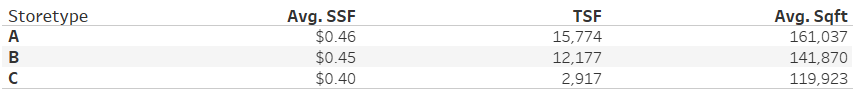 Storetype Avg. SSF TSF Avg. Sqft
A $0.46 15,774 161,037
B $0.45 12,177 141,870
C $0.40 2,917 119,923